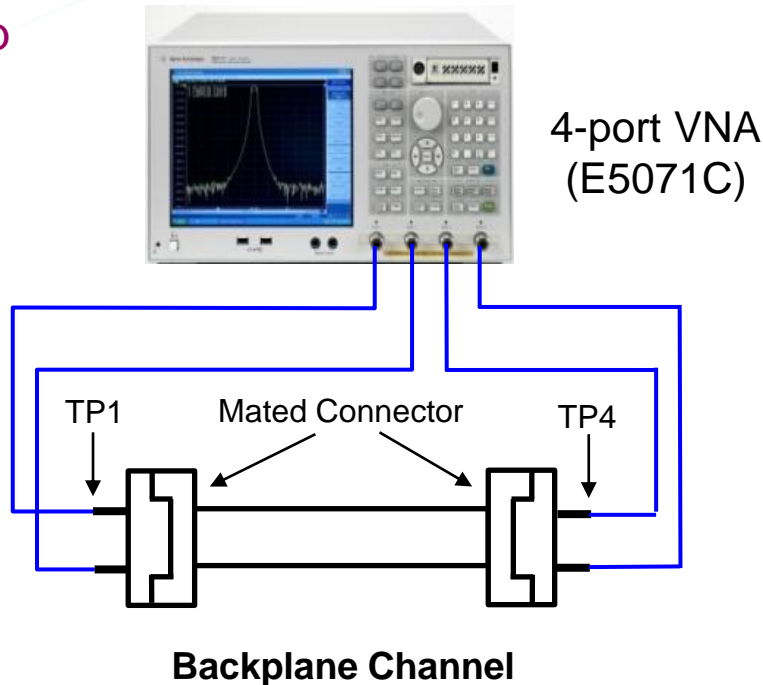 4-port VNA
(E5071C)
TP1
Mated Connector
TP4
Backplane Channel